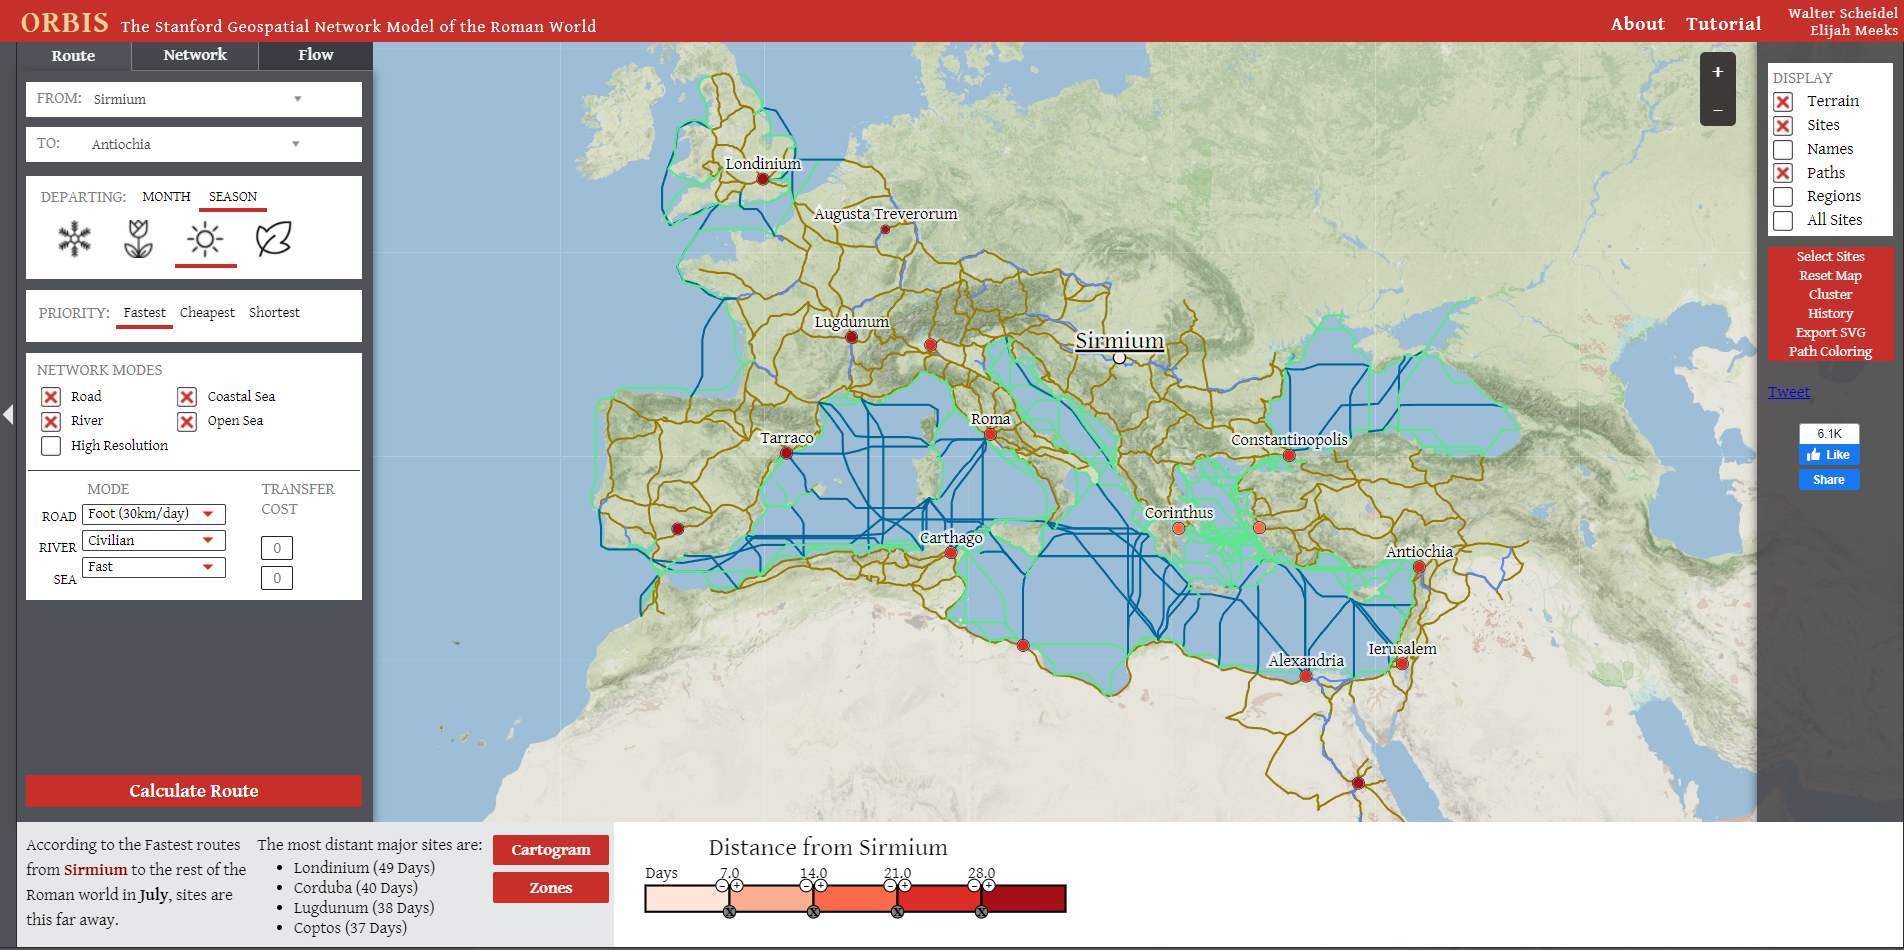 ORBIS The Stanford Geospatial Network Model of the Roman World
About Tutorial
Walter Scheidel
Elijah Meeks
Route Network Flow
FROM: Sirmium
TO: Antiochia
DEPARTING: MONTH SEASON
PRIORITY: Fastest Cheapest Shortest
NETWORK MODES
Road Coastal Sea
River Open Sea
High Resolution
MODE TRANSFER COST
ROAD Foot (30km/day)
RIVER Civilian 0
SEA Fast 0
Calculate Route
Londinium
Augusta Treverorum
Lugdunum
Sirmium
Roma
Tarraco
Constantinopolis
Corinthus
Carthago
Antiochia
Ierusalem
Alexandria
+
−
DISPLAY
Terrain
Sites
Names
Paths
Regions
All Sites
Select Sites
Reset Map
Cluster
History
Export SVG
Path Coloring
Tweet
6.1K
Like
Share
According to the Fastest routes
from Sirmium to the rest of the
Roman world in July, sites are
this far away.
The most distant major sites are:
• Londinium (49 Days)
• Corduba (40 Days)
• Lugdunum (38 Days)
• Coptos (37 Days)
Cartogram
Zones
Distance from Sirmium
Days 7.0 14.0 21.0 28.0
− + − + − + − +
X X X X